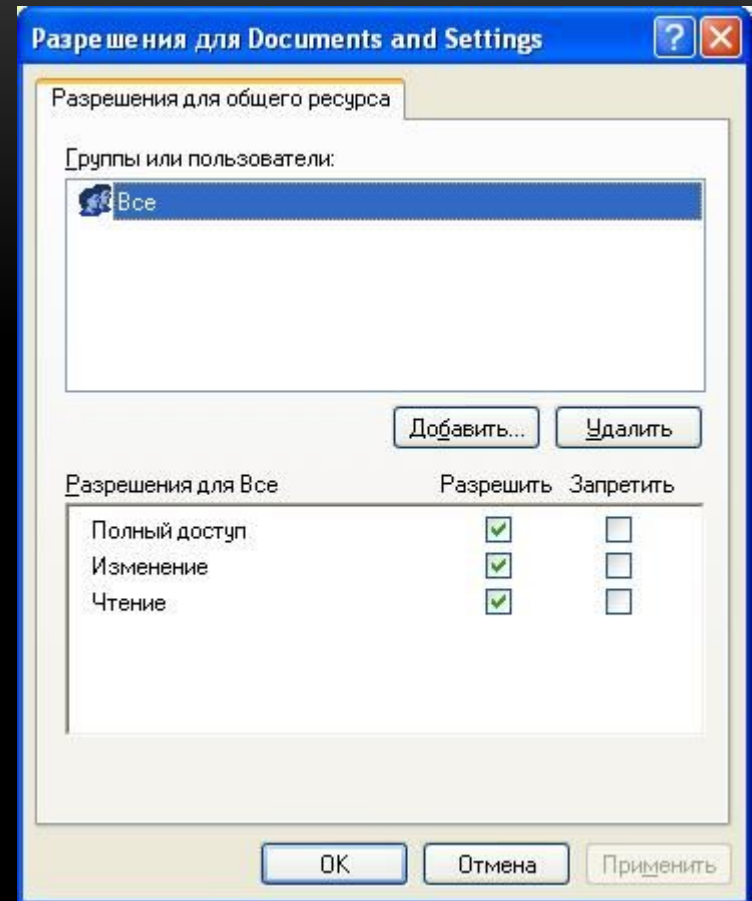 Разрешения для Documents and Settings
Разрешения для общего ресурса
Группы или пользователи:
Все
Добавить... Удалить
Разрешения для Все Разрешить Запретить
Полный доступ
Изменение
Чтение
OK Отмена Применить